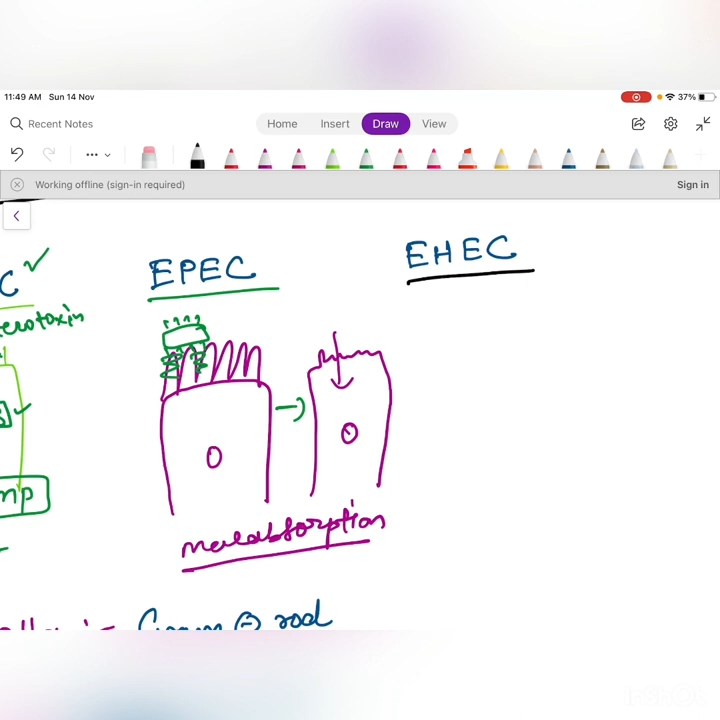 11:49 AM Sun 14 Nov 37%
Recent Notes Home Insert Draw View
Working offline (sign-in required) Sign in
C EPEC EHEC
terotoxin
mp
malabsorption
Gram ⊖ rod